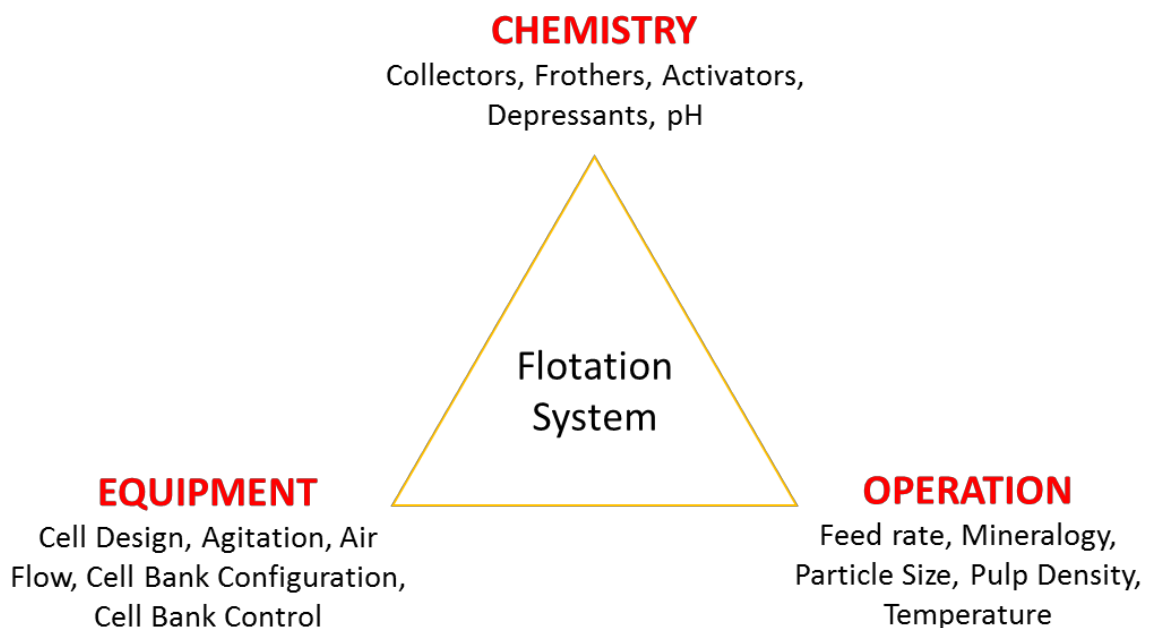 CHEMISTRY
Collectors, Frothers, Activators,
Depressants, pH
Flotation
System
EQUIPMENT
Cell Design, Agitation, Air
Flow, Cell Bank Configuration,
Cell Bank Control
OPERATION
Feed rate, Mineralogy,
Particle Size, Pulp Density,
Temperature